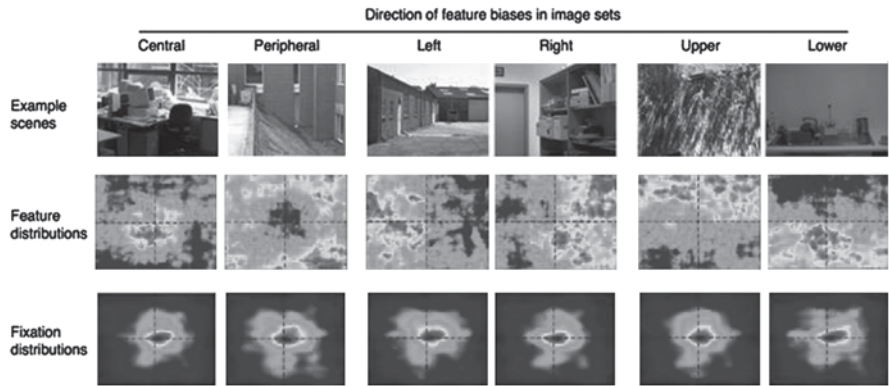 Direction of feature biases in image sets
Central Peripheral Left Right Upper Lower
Example
scenes
Feature
distributions
Fixation
distributions